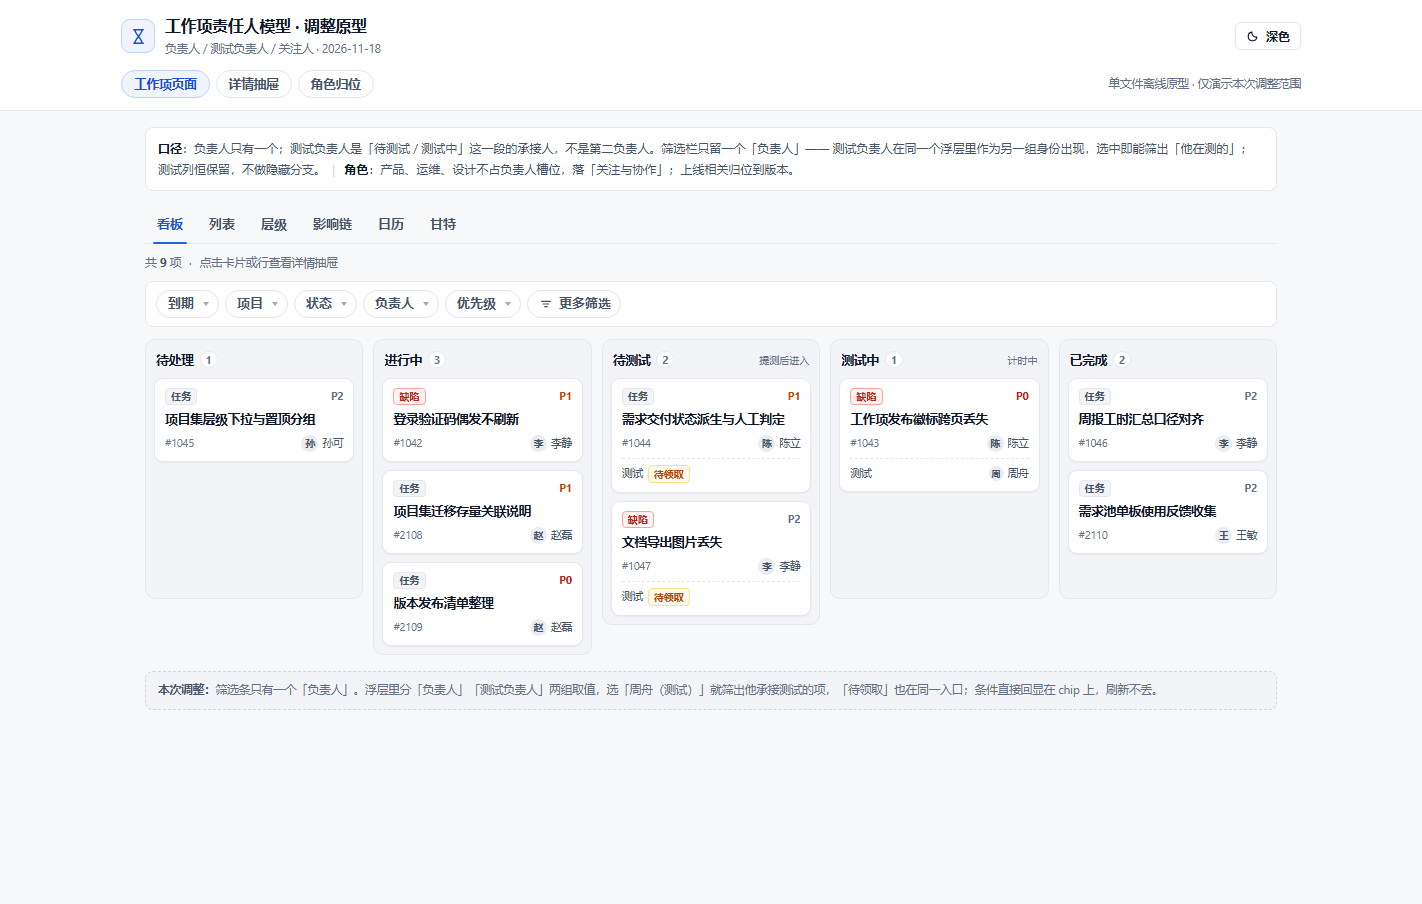 工作项责任人模型 · 调整原型
负责人 / 测试负责人 / 关注人 · 2026-11-18
深色
工作项页面
详情抽屉
角色归位
单文件离线原型 · 仅演示本次调整范围
口径：负责人只有一个；测试负责人是「待测试 / 测试中」这一段的承接人，不是第二负责人。筛选栏只留一个「负责人」—— 测试负责人在同一个浮层里作为另一组身份出现，选中即能筛出「他在测的」；
测试列恒保留，不做隐藏分支。 | 角色：产品、运维、设计不占负责人槽位，落「关注与协作」；上线相关归位到版本。
看板
列表
层级
影响链
日历
甘特
共 9 项 · 点击卡片或行查看详情抽屉
到期
项目
状态
负责人
优先级
更多筛选
待处理 1
任务 P2
项目集层级下拉与置顶分组
#1045 孙 孙可
进行中 3
缺陷 P1
登录验证码偶发不刷新
#1042 李 李静
任务 P1
项目集迁移存量关联说明
#2108 赵 赵磊
任务 P0
版本发布清单整理
#2109 赵 赵磊
待测试 2 提测后进入
任务 P1
需求交付状态派生与人工判定
#1044 陈 陈立
测试 待领取
缺陷 P2
文档导出图片丢失
#1047 李 李静
测试 待领取
测试中 1 计时中
缺陷 P0
工作项发布徽标跨页丢失
#1043 陈 陈立
测试 周 周舟
已完成 2
任务 P2
周报工时汇总口径对齐
#1046 李 李静
任务 P2
需求池单板使用反馈收集
#2110 王 王敏
本次调整：筛选条只有一个「负责人」。浮层里分「负责人」「测试负责人」两组取值，选「周舟（测试）」就筛出他承接测试的项，「待领取」也在同一入口；条件直接回显在 chip 上，刷新不丢。